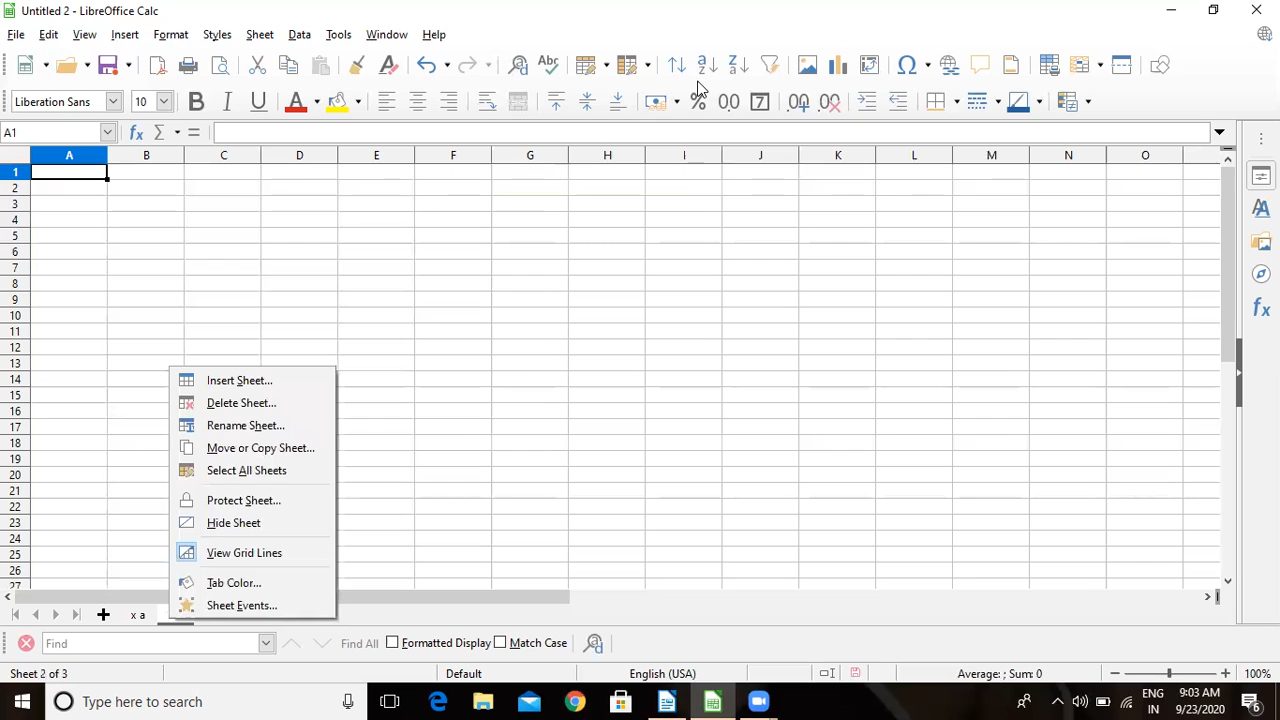 Untitled 2 - LibreOffice Calc
File Edit View Insert Format Styles Sheet Data Tools Window Help
Liberation Sans 13
A1
A B C D E F G H I J K L M N O
1
2
3
4
5
6
7
8
9
10
11
12
13
14
15
16
17
18
19
20
21
22
23
24
25
26
27
Insert Sheet...
Delete Sheet...
Rename Sheet...
Move or Copy Sheet...
Select All Sheets
Protect Sheet...
Hide Sheet
View Grid Lines
Tab Color...
Sheet Events...
x a
Find Find All Formatted Display Match Case
Sheet 2 of 3 Default English (USA) Average: ; Sum: 0 100%
Type here to search
ENG
IN
9:03 AM
9/23/2020
6